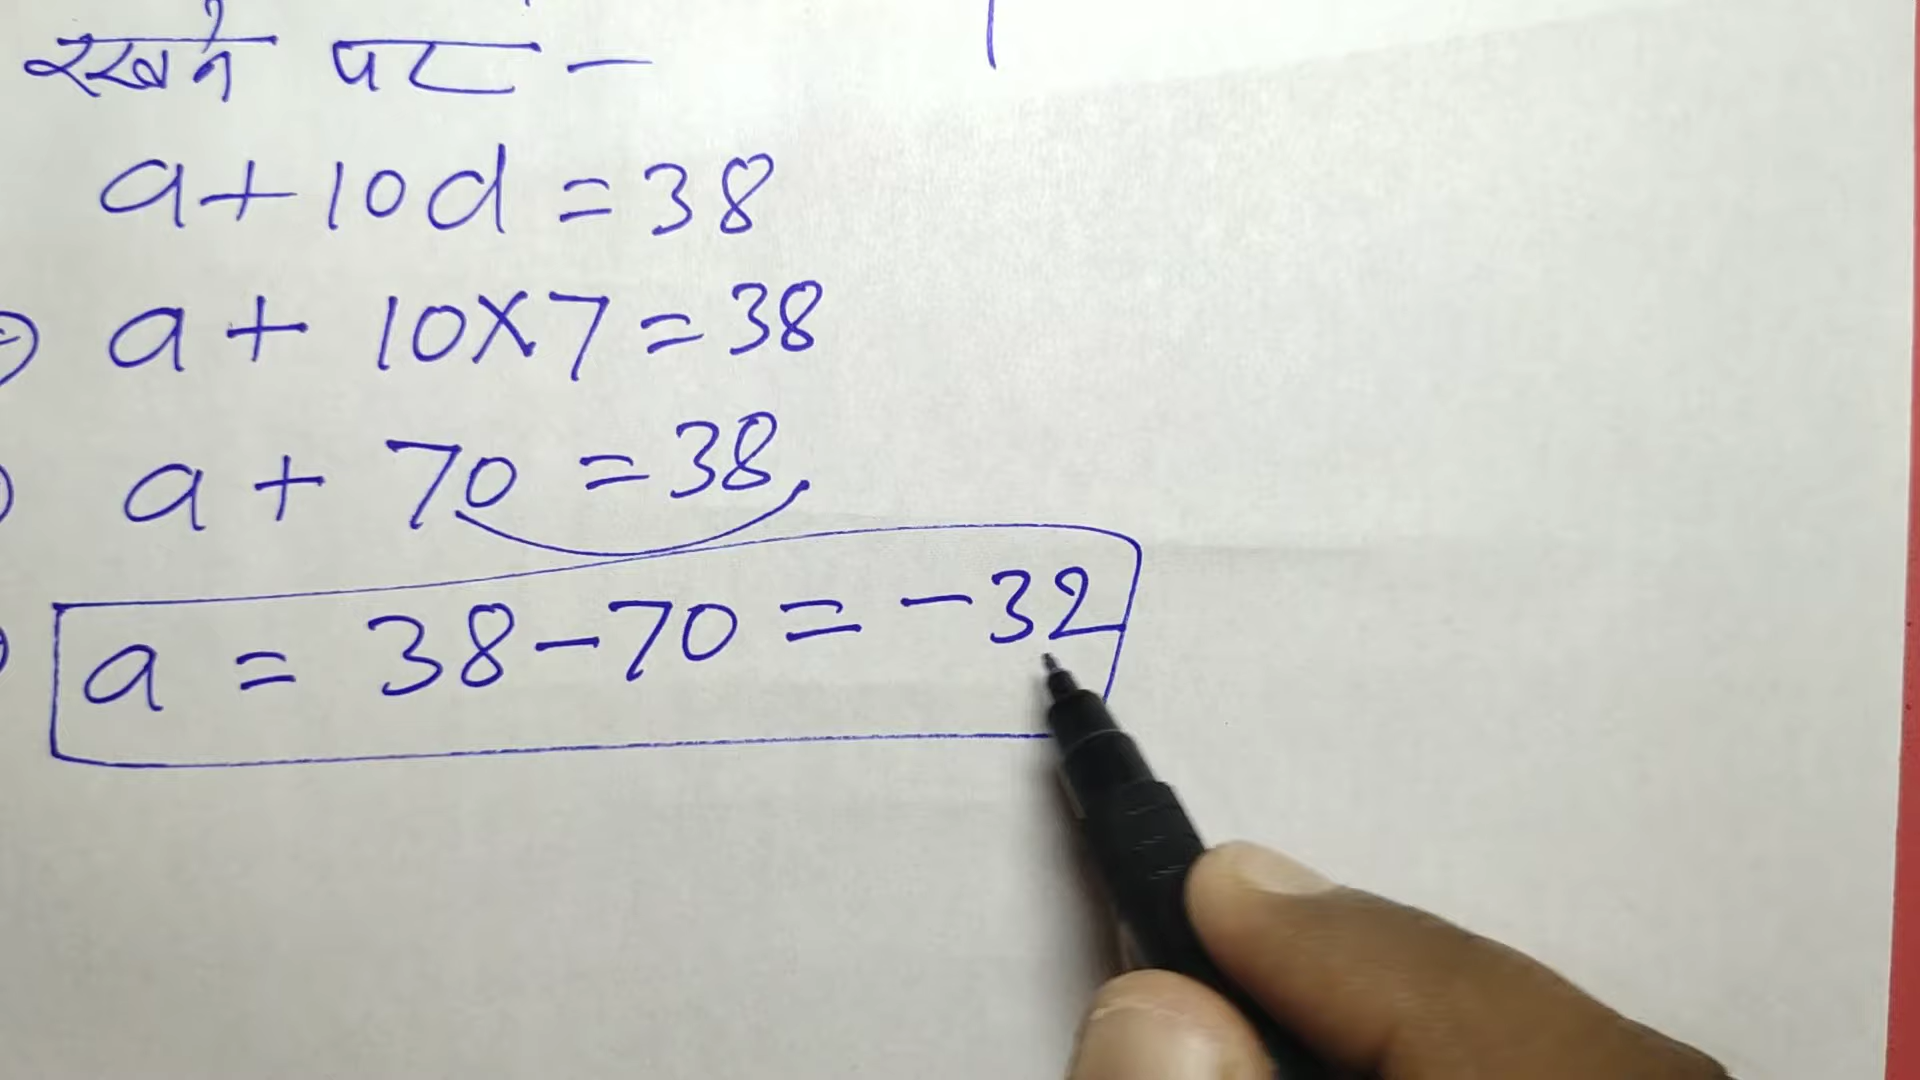 रखने पर –
a + 10d = 38
⇒ a + 10×7 = 38
a + 70 = 38
a = 38 – 70 = – 32